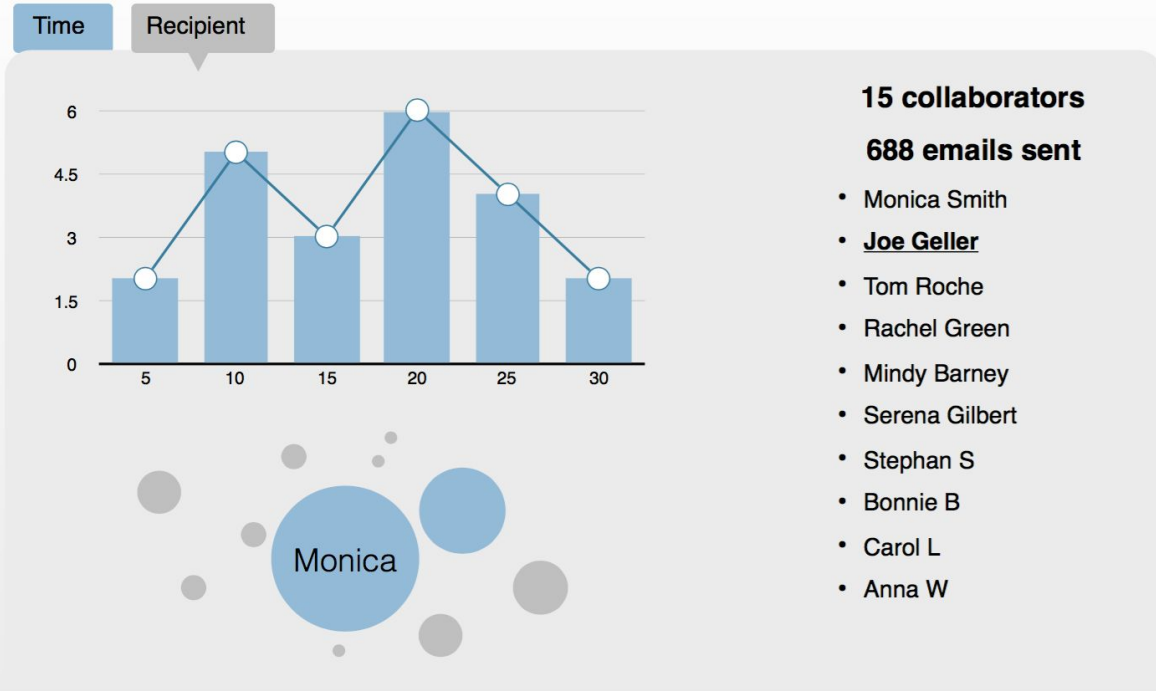 Time
Recipient
6
4.5
3
1.5
0
5 10 15 20 25 30
Monica
15 collaborators
688 emails sent
• Monica Smith
• Joe Geller
• Tom Roche
• Rachel Green
• Mindy Barney
• Serena Gilbert
• Stephan S
• Bonnie B
• Carol L
• Anna W